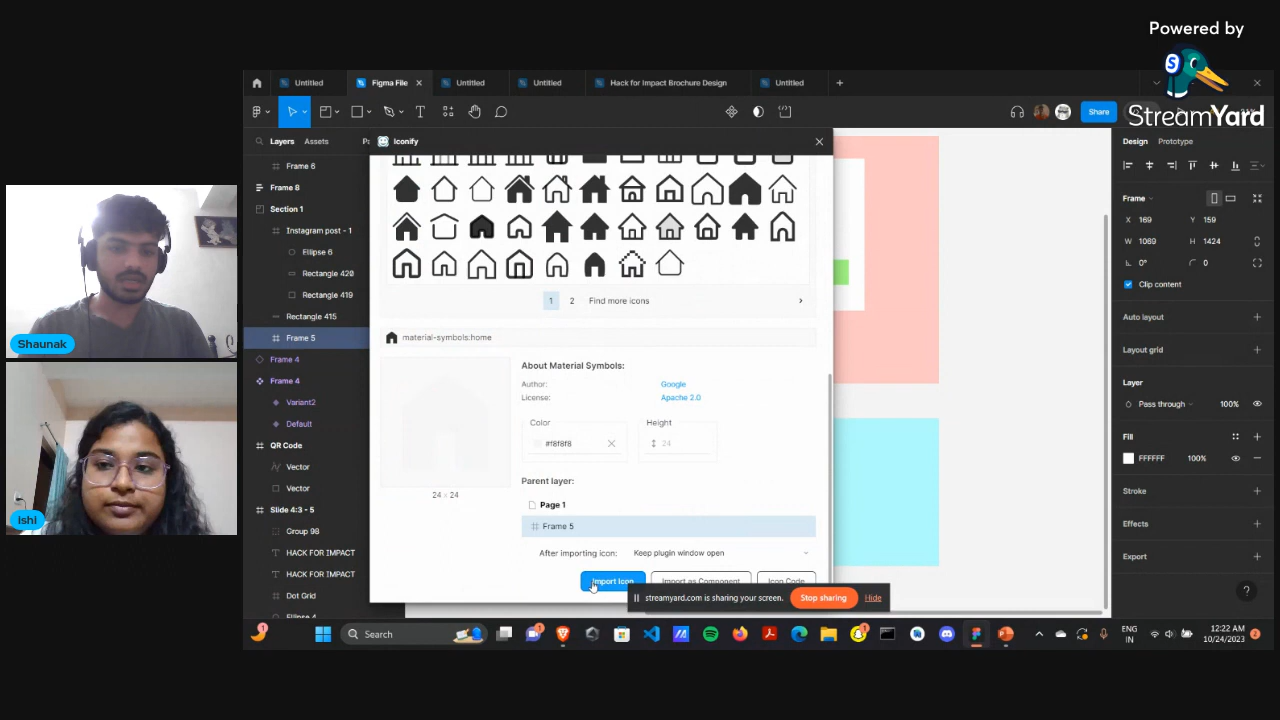 Powered by
StreamYard
Untitled
Figma File
Untitled
Untitled
Hack for Impact Brochure Design
Untitled
Share
Layers
Assets
Iconify
Design
Prototype
Frame 6
Frame 8
Section 1
Instagram post - 1
Ellipse 6
Rectangle 420
Rectangle 419
Rectangle 415
Frame 5
Frame 4
Frame 4
Variant2
Default
QR Code
Vector
Vector
Slide 4:3 - 5
Group 98
HACK FOR IMPACT
HACK FOR IMPACT
Dot Grid
Ellipse 4
1
2
Find more icons
material-symbols:home
About Material Symbols:
Author:
Google
License:
Apache 2.0
Color
#f8f8f8
Height
24
24 x 24
Parent layer:
Page 1
Frame 5
After importing icon:
Keep plugin window open
Import Icon
Import as Component
Icon Code
streamyard.com is sharing your screen.
Stop sharing
Hide
Frame
X 169
Y 159
W 1069
H 1424
0°
0
Clip content
Auto layout
Layout grid
Layer
Pass through
100%
Fill
FFFFFF
100%
Stroke
Effects
Export
?
Shaunak
Ishi
Search
ENG
IN
12:22 AM
10/24/2023